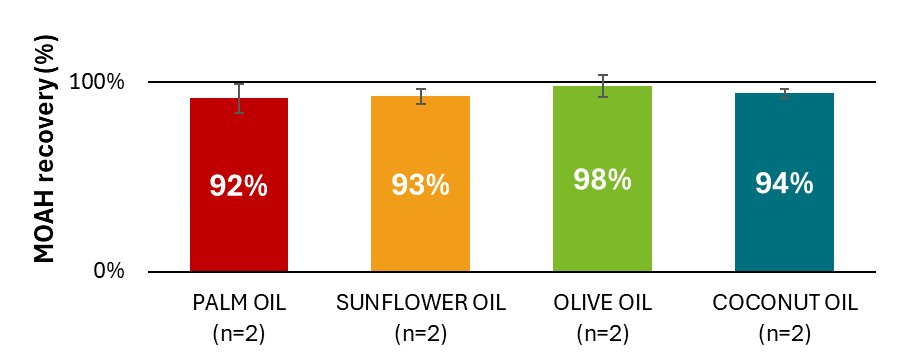 MOAH recovery (%)
100%
0%
92%
93%
98%
94%
PALM OIL
(n=2)
SUNFLOWER OIL
(n=2)
OLIVE OIL
(n=2)
COCONUT OIL
(n=2)